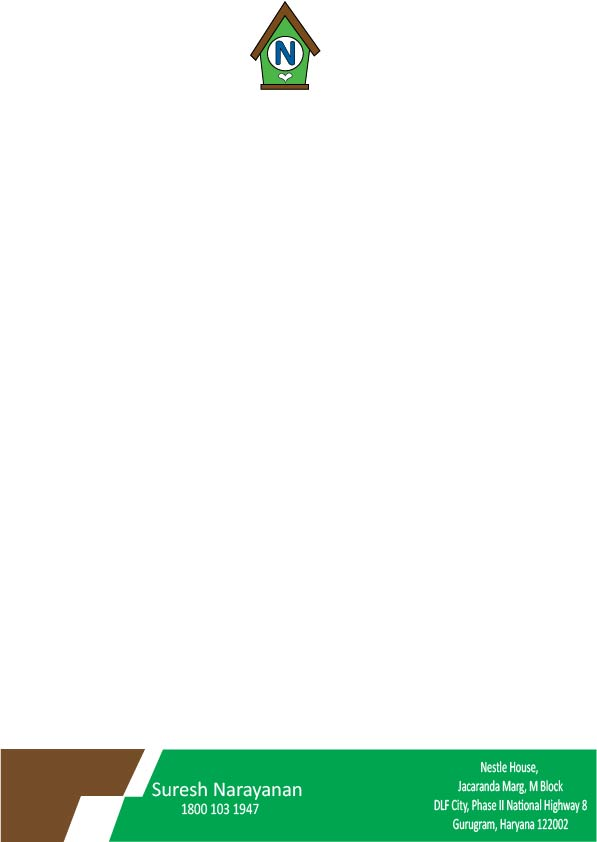 N
Suresh Narayanan
1800 103 1947
Nestle House,
Jacaranda Marg, M Block
DLF City, Phase II National Highway 8
Gurugram, Haryana 122002